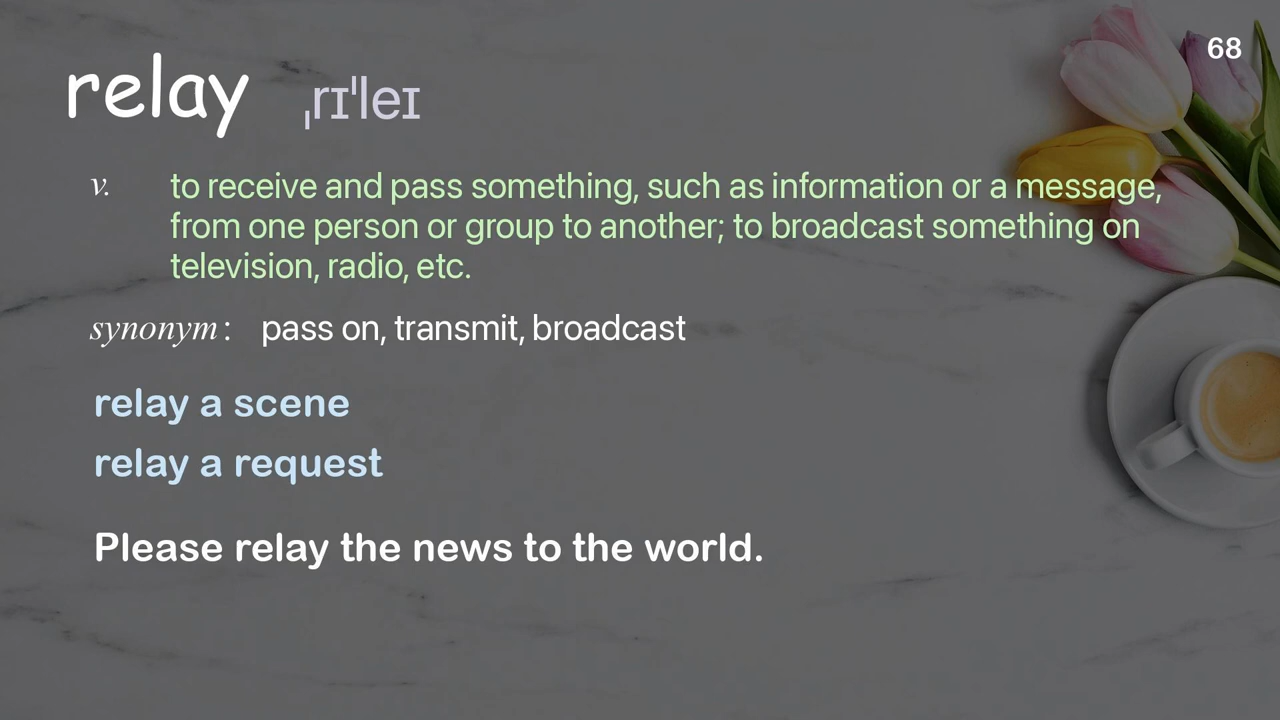 68
relay ˌrɪˈleɪ
v. to receive and pass something, such as information or a message,
from one person or group to another; to broadcast something on
television, radio, etc.
synonym: pass on, transmit, broadcast
relay a scene
relay a request
Please relay the news to the world.